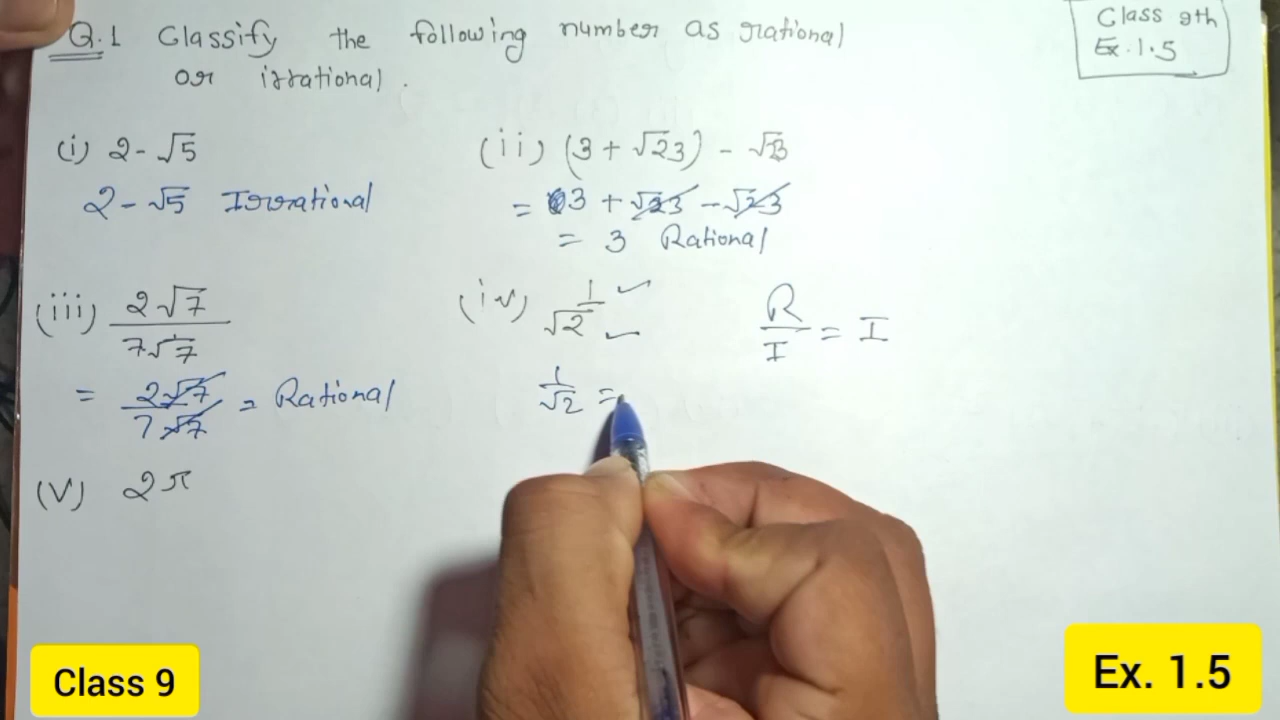 Q.1 Classify the following number as rational
or irrational.
Class 9th
Ex. 1.5
(i) 2 - √5
2 - √5 Irrational
(ii) (3 + √23) - √23
= 3 + √23 - √23
= 3 Rational
(iii) 2√7 / 7√7
= 2√7 / 7√7 = Rational
(iv) 1 / √2
R / I = I
1 / √2 =
(V) 2π
Class 9
Ex. 1.5